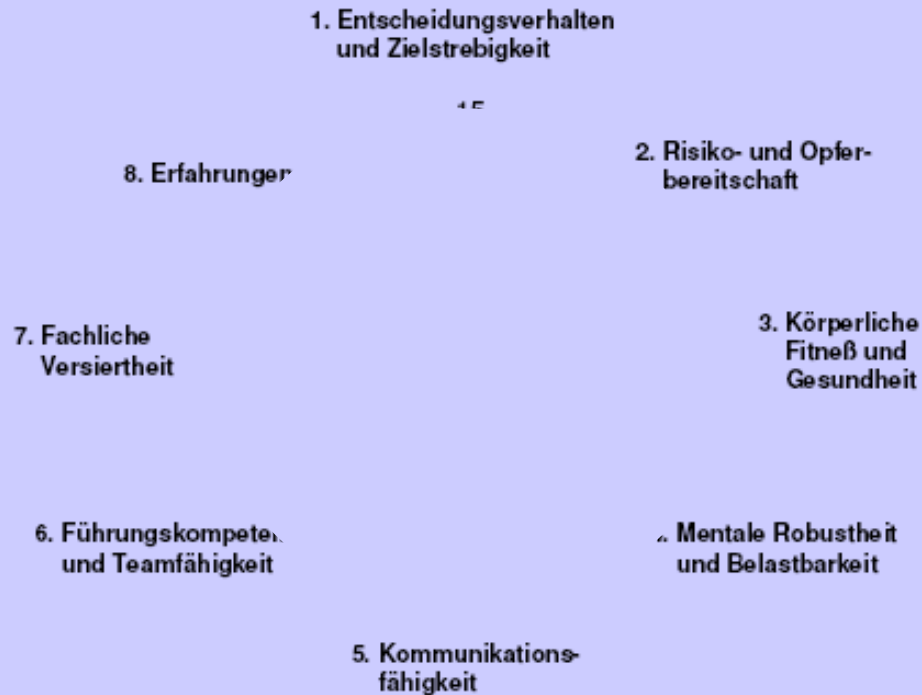 1. Entscheidungsverhalten
und Zielstrebigkeit
2. Risiko- und Opfer-
bereitschaft
3. Körperliche
Fitneß und
Gesundheit
Mentale Robustheit
und Belastbarkeit
5. Kommunikations-
fähigkeit
6.
und Teamfähigkeit
7. Fachliche
Versiertheit
8. Erfahrungen